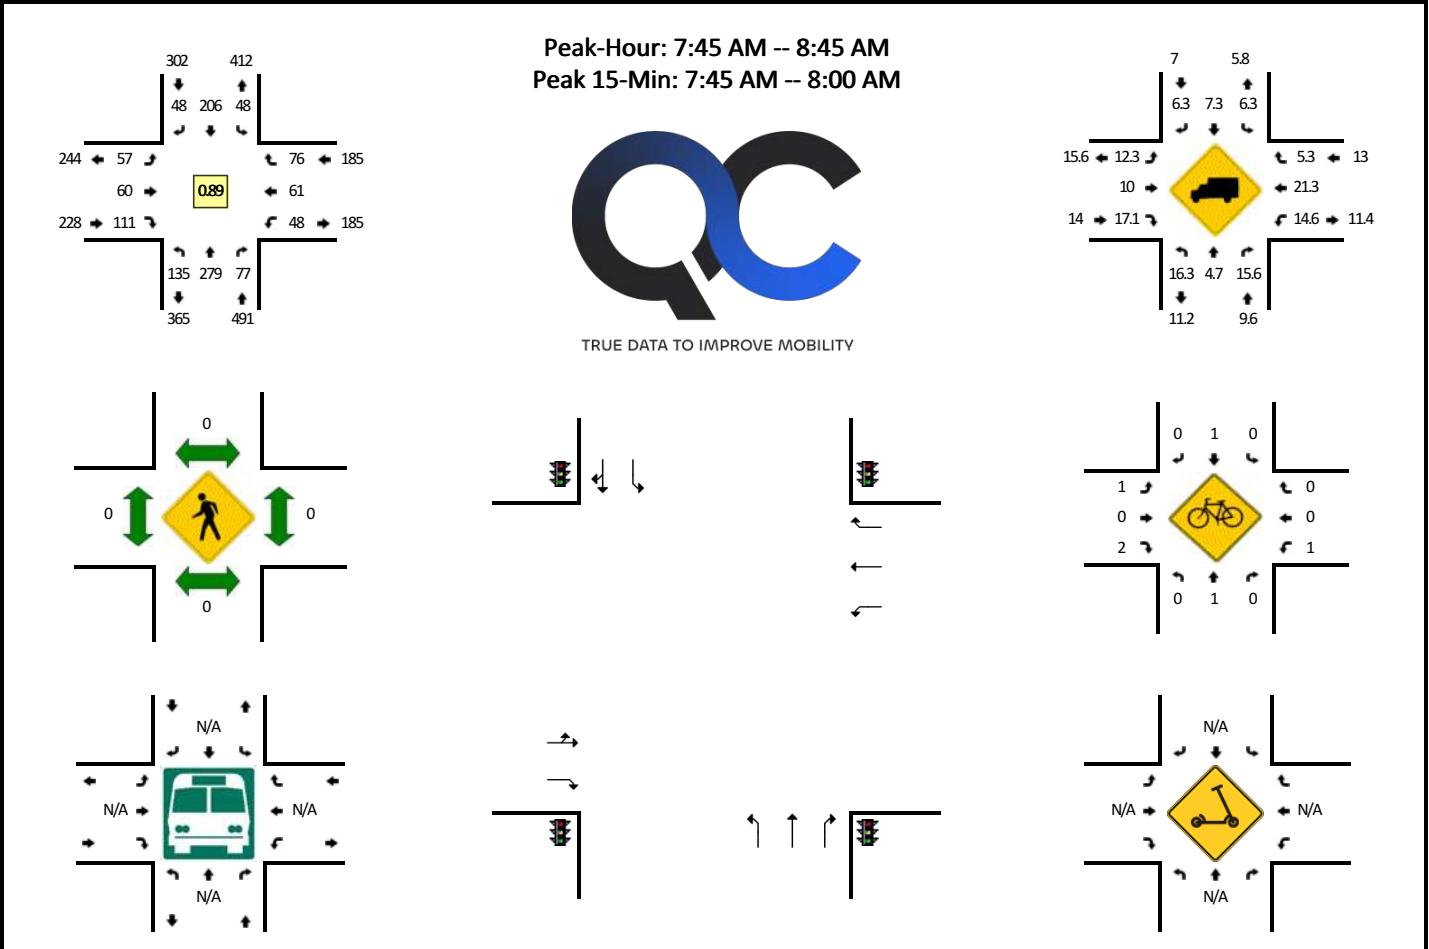 Peak-Hour: 7:45 AM -- 8:45 AM
Peak 15-Min: 7:45 AM -- 8:00 AM
302 412
48 206 48
244 57 76 185
60 0.89 61
228 111 48 185
135 279 77
365 491
TRUE DATA TO IMPROVE MOBILITY
7 5.8
6.3 7.3 6.3
15.6 12.3 5.3 13
10 21.3
14 17.1 14.6 11.4
16.3 4.7 15.6
11.2 9.6
0
0 0
0
0 1 0
1 0
0 0
2 1
0 1 0
N/A
N/A N/A
N/A
N/A
N/A N/A
N/A